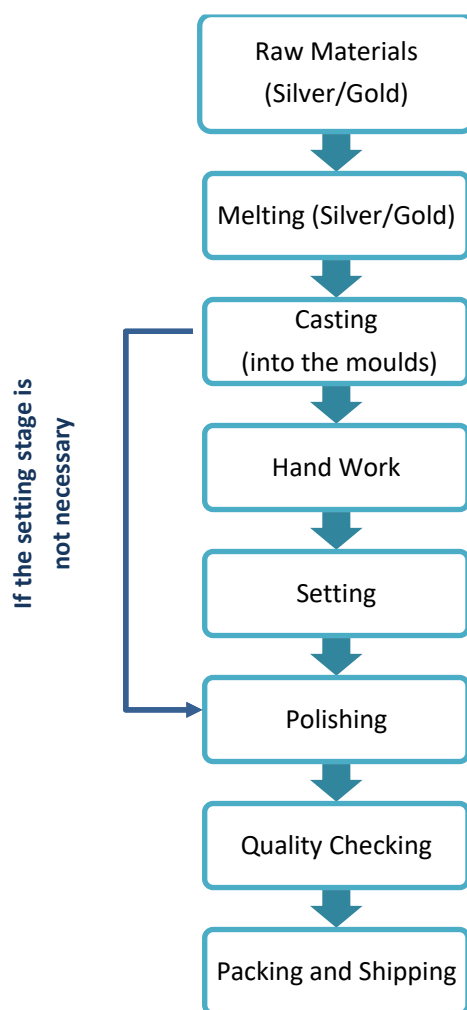 Raw Materials
(Silver/Gold)
Melting (Silver/Gold)
Casting
(into the moulds)
If the setting stage is
not necessary
Hand Work
Setting
Polishing
Quality Checking
Packing and Shipping